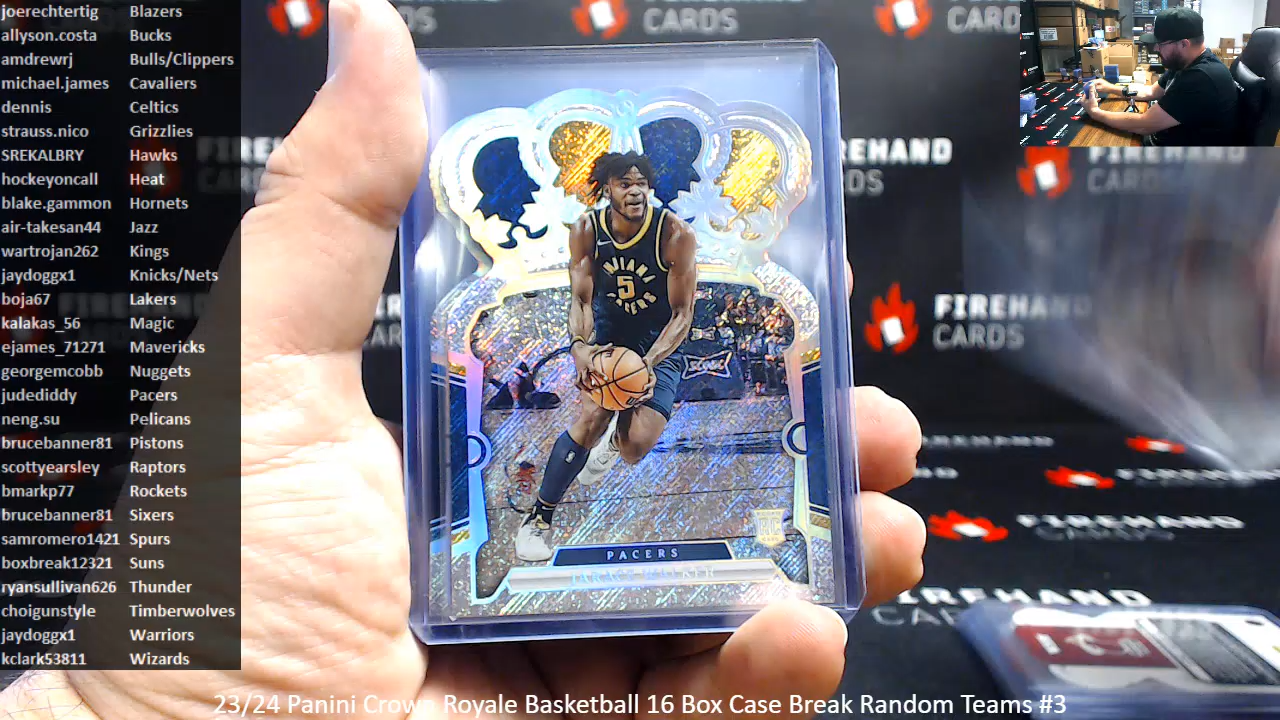 joerechtertig Blazers
allyson.costa Bucks
amdrewrj Bulls/Clippers
michael.james Cavaliers
dennis Celtics
strauss.nico Grizzlies
SREKALBRY Hawks
hockeyoncall Heat
blake.gammon Hornets
air-takesan44 Jazz
wartrojan262 Kings
jaydoggx1 Knicks/Nets
boja67 Lakers
kalakas_56 Magic
ejames_71271 Mavericks
georgemcobb Nuggets
judediddy Pacers
neng.su Pelicans
brucebanner81 Pistons
scottyearsley Raptors
bmarkp77 Rockets
brucebanner81 Sixers
samromero1421 Spurs
boxbreak12321 Suns
ryansullivan626 Thunder
choigunstyle Timberwolves
jaydoggx1 Warriors
kclark53811 Wizards
FIREHAND
CARDS
INDIANA
5
PACERS
RC
PACERS
JARACE WALKER
23/24 Panini Crown Royale Basketball 16 Box Case Break Random Teams #3